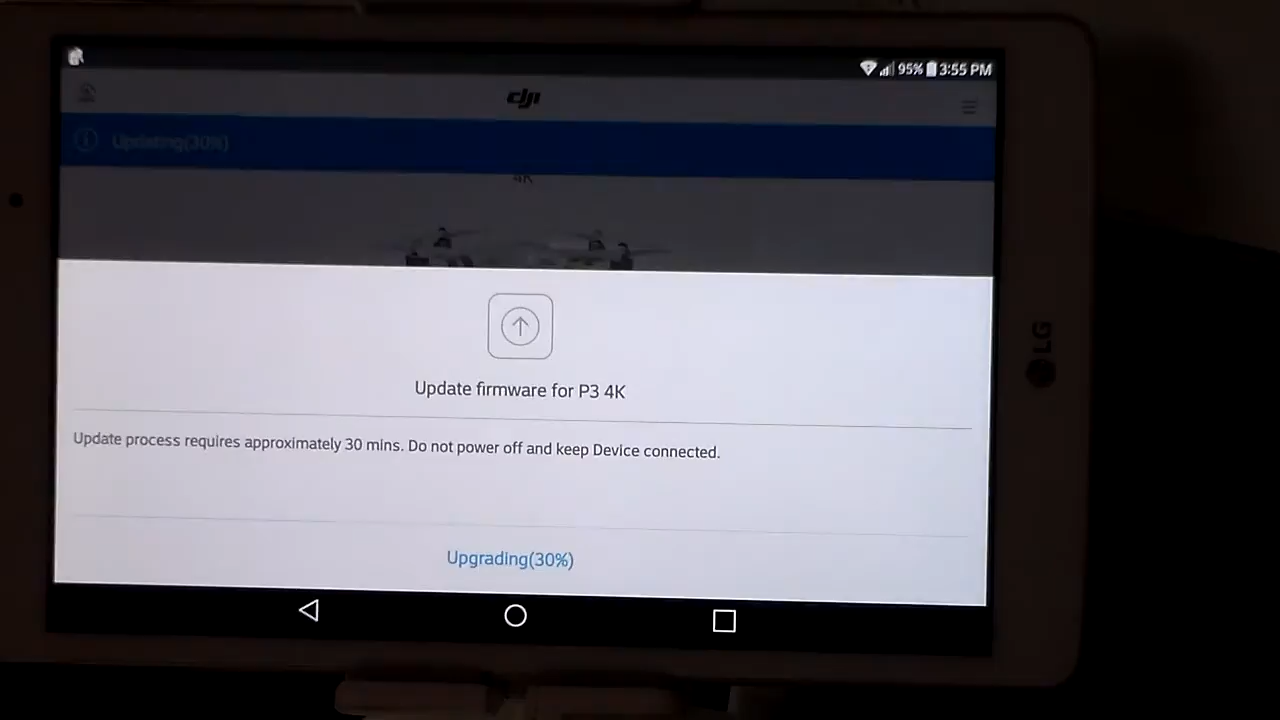 95% 3:55 PM
dji
Updating(30%)
4K
Update firmware for P3 4K
Update process requires approximately 30 mins. Do not power off and keep Device connected.
Upgrading(30%)
LG